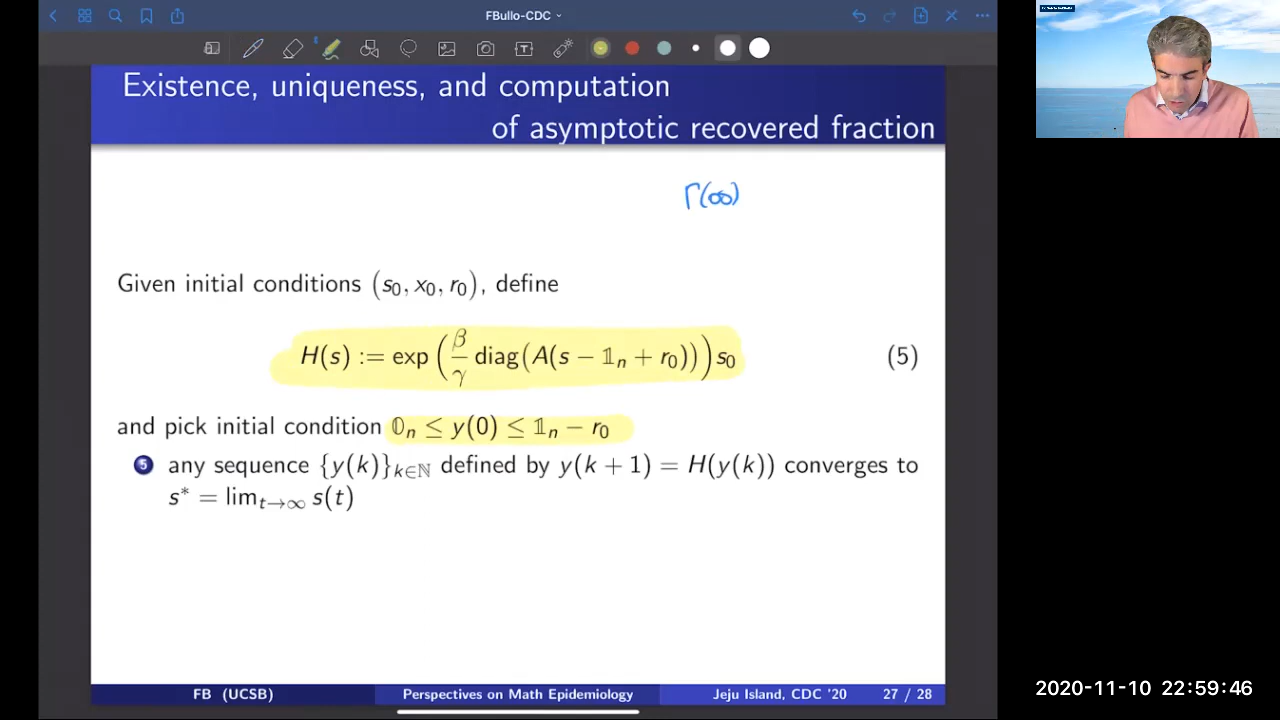 FBullo-CDC
Existence, uniqueness, and computation
of asymptotic recovered fraction
r(∞)
Given initial conditions (s₀, x₀, r₀), define
H(s) := exp(β/γ diag(A(s − 𝟙ₙ + r₀)))s₀ (5)
and pick initial condition 𝟘ₙ ≤ y(0) ≤ 𝟙ₙ − r₀
5 any sequence {y(k)}ₖ∈ℕ defined by y(k + 1) = H(y(k)) converges to
s* = limₜ→∞ s(t)
FB (UCSB) Perspectives on Math Epidemiology Jeju Island, CDC '20 27 / 28
2020-11-10 22:59:46